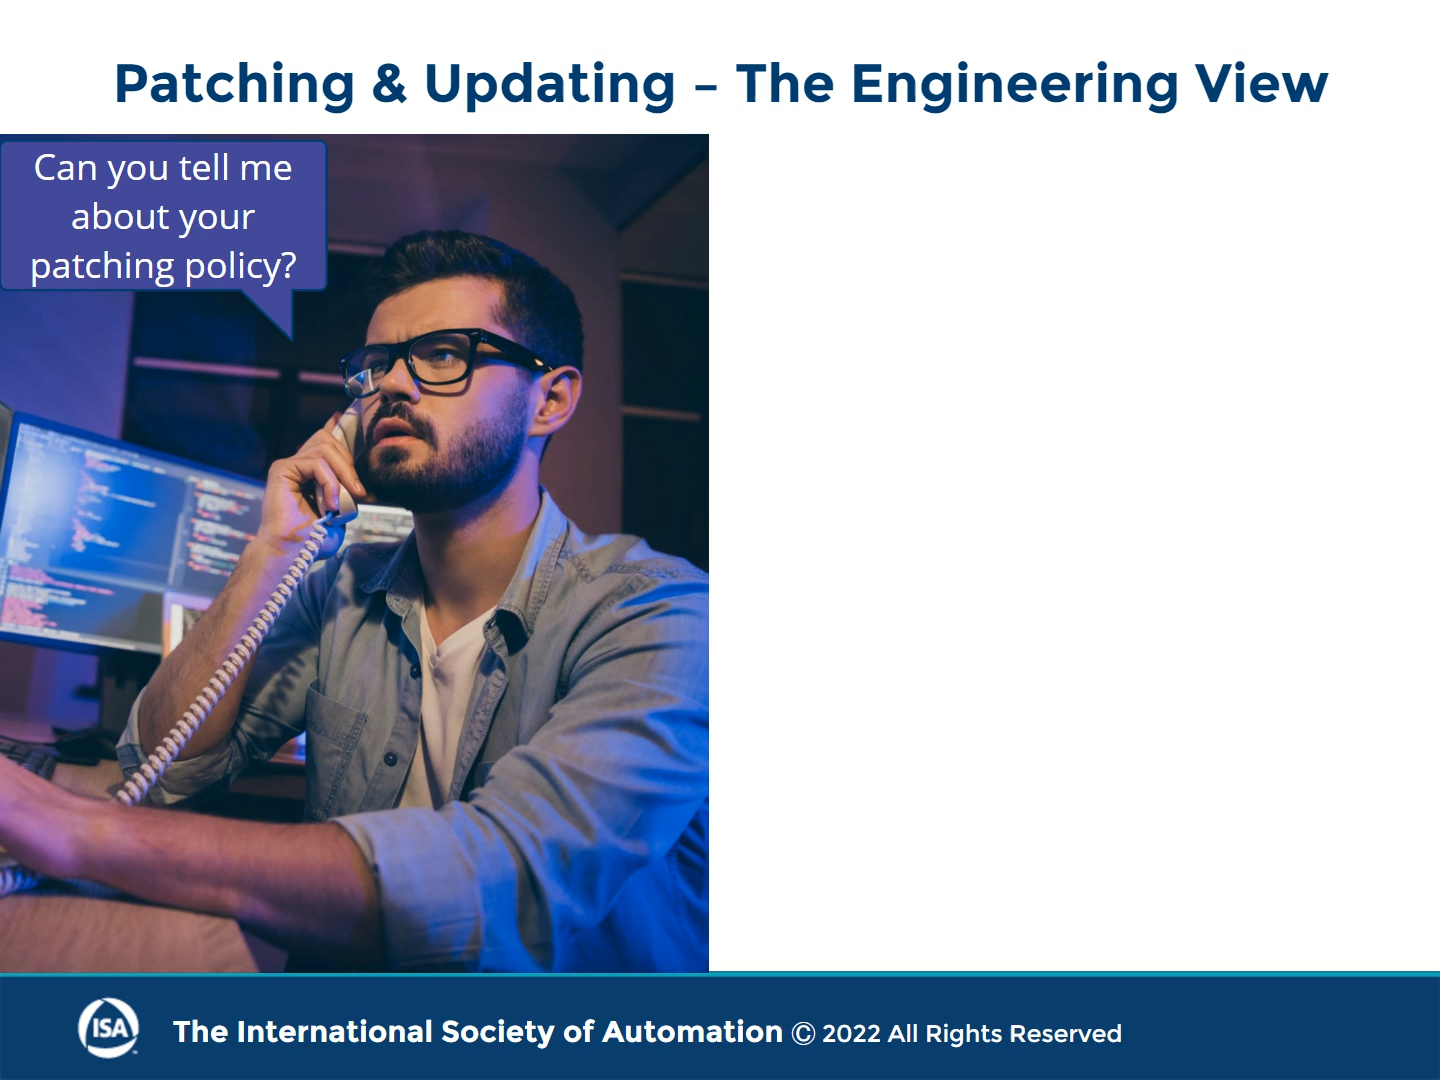 Patching & Updating – The Engineering View
Can you tell me
about your
patching policy?
ISA
The International Society of Automation © 2022 All Rights Reserved